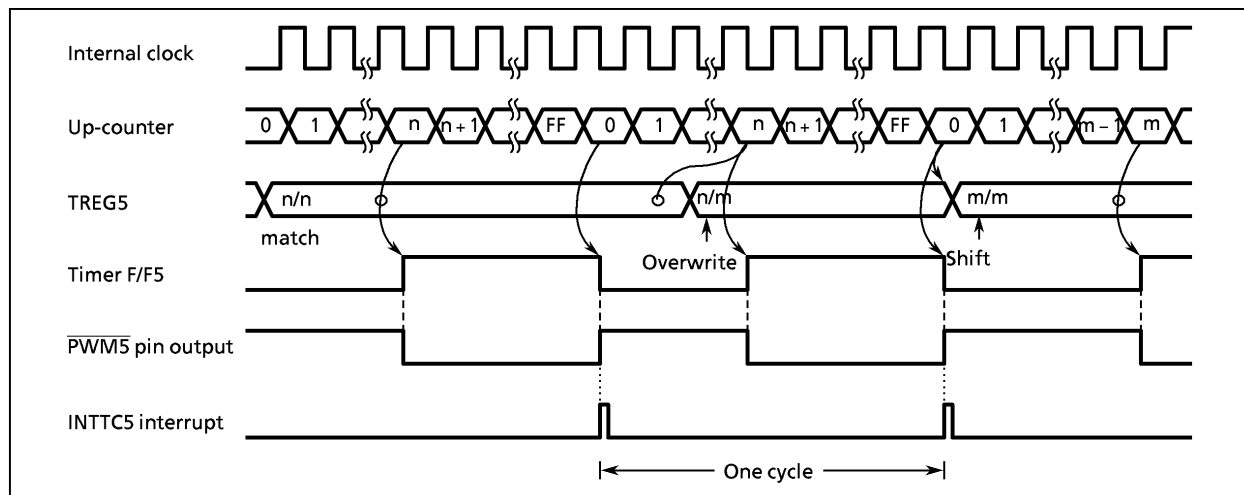 Internal clock
Up-counter 0 1 n n + 1 FF 0 1 n n + 1 FF 0 1 m - 1 m
TREG5 n/n n/m m/m
match
Overwrite Shift
Timer F/F5
PWM5 pin output
INTTC5 interrupt
One cycle